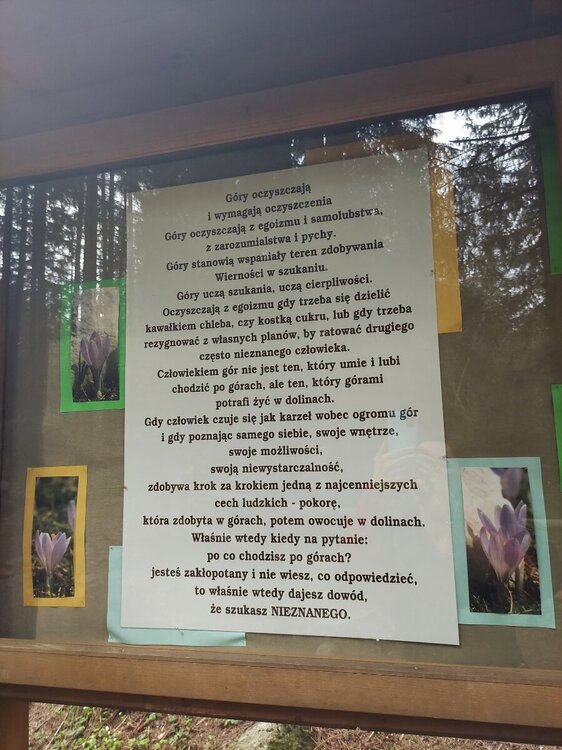 Góry oczyszczają
i wymagają oczyszczenia
Góry oczyszczają z egoizmu i samolubstwa,
z zarozumialstwa i pychy.
Góry stanowią wspaniały teren zdobywania
Wierności w szukaniu.
Góry uczą szukania, uczą cierpliwości.
Oczyszczają z egoizmu gdy trzeba się dzielić
kawałkiem chleba, czy kostką cukru, lub gdy trzeba
rezygnować z własnych planów, by ratować drugiego
często nieznanego człowieka.
Człowiekiem gór nie jest ten, który umie i lubi
chodzić po górach, ale ten, który górami
potrafi żyć w dolinach.
Gdy człowiek czuje się jak karzeł wobec ogromu gór
i gdy poznając samego siebie, swoje wnętrze,
swoje możliwości,
swoją niewystarczalność,
zdobywa krok za krokiem jedną z najcenniejszych
cech ludzkich - pokorę,
która zdobyta w górach, potem owocuje w dolinach.
Właśnie wtedy kiedy na pytanie:
po co chodzisz po górach?
jesteś zakłopotany i nie wiesz, co odpowiedzieć,
to właśnie wtedy dajesz dowód,
że szukasz NIEZNANEGO.